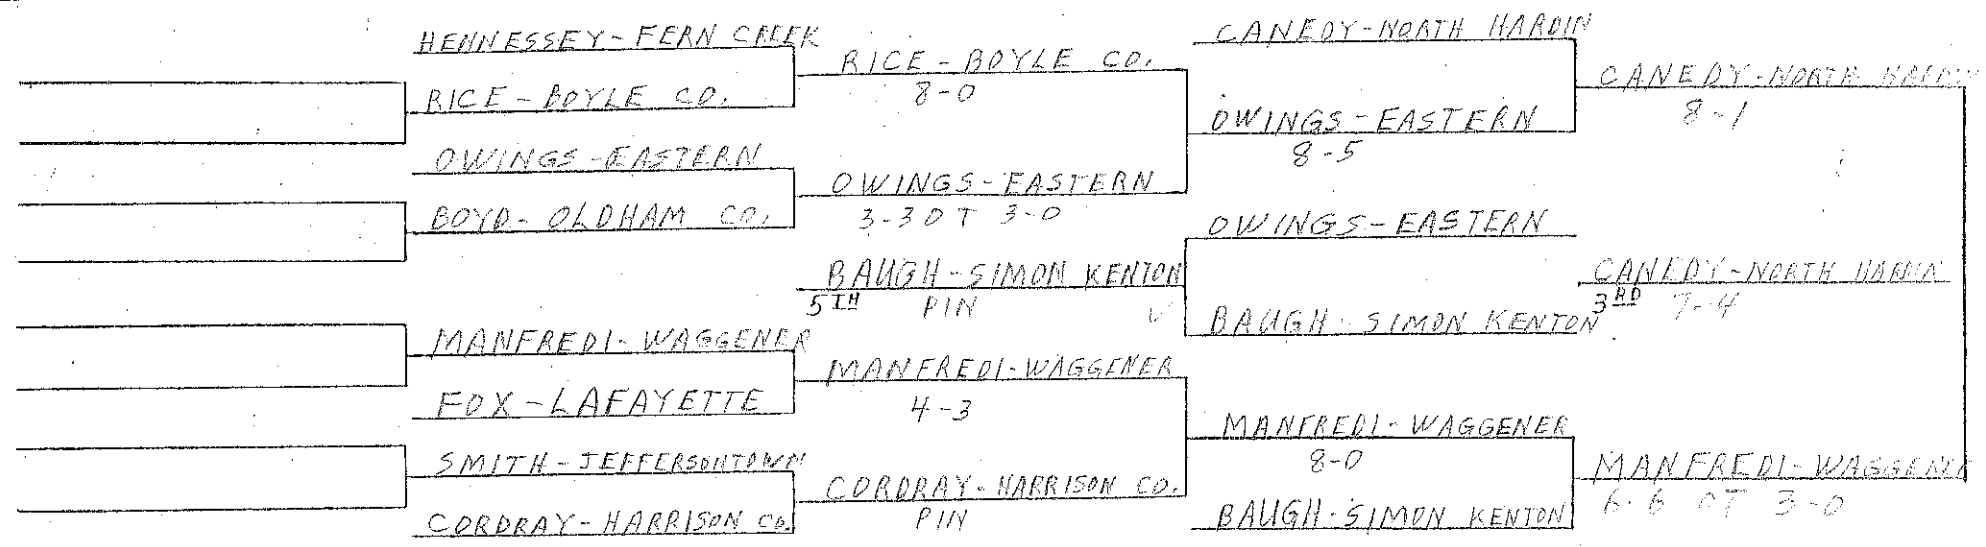 HENNESSEY-FERN CREEK
RICE-BOYLE CO.
OWINGS-EASTERN
BOYD-OLDHAM CO.
MANFREDI-WAGGENER
FOX-LAFAYETTE
SMITH-JEFFERSONTOWN
CORDRAY-HARRISON CO.
RICE-BOYLE CO.
8-0
OWINGS-EASTERN
3-3 OT 3-0
BAUGH-SIMON KENTON
5TH PIN
MANFREDI-WAGGENER
4-3
CORDRAY-HARRISON CO.
PIN
CANEDY-NORTH HARDIN
OWINGS-EASTERN
8-5
OWINGS-EASTERN
BAUGH-SIMON KENTON
MANFREDI-WAGGENER
8-0
BAUGH-SIMON KENTON
CANEDY-NORTH HARDIN
8-1
CANEDY-NORTH HARDIN
3RD 7-4
MANFREDI-WAGGENER
6-6 OT 3-0